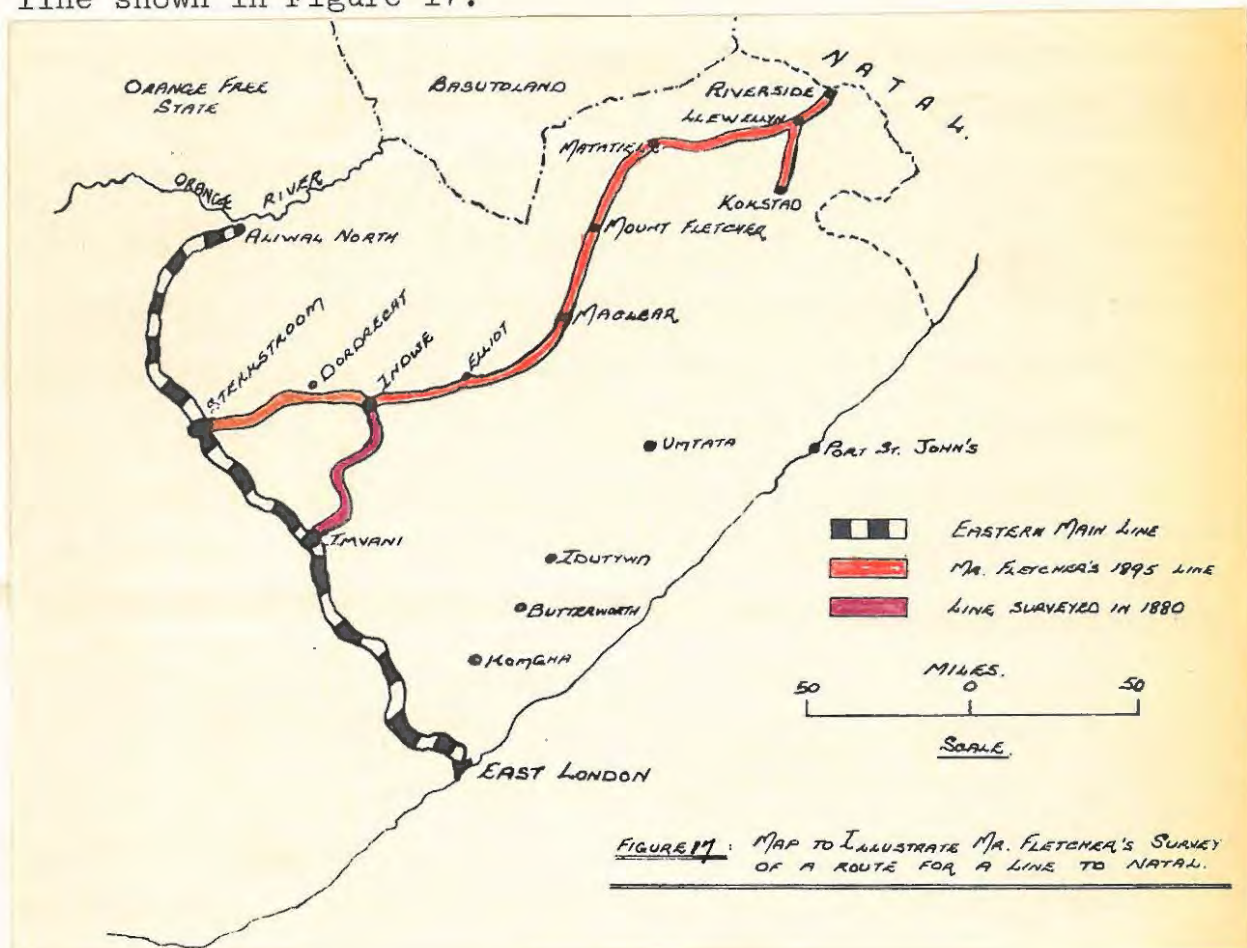 line shown in Figure 17.
NATAL.
ORANGE FREE
STATE
BASUTOLAND
RIVERSIDE
LLEWELLYN
MATATIELE
ORANGE RIVER
KOKSTAD
ALIWAL NORTH
MOUNT FLETCHER
STERKSTROOM
DORDRECHT
INDWE
ELLIOT
MACLEAR
UMTATA
PORT ST. JOHN'S
EASTERN MAIN LINE
IMVANI
IDUTYWA
MR. FLETCHER'S 1895 LINE
BUTTERWORTH
LINE SURVEYED IN 1880
KOMGHA
MILES.
50 0 50
SCALE.
EAST LONDON
FIGURE 17: MAP TO ILLUSTRATE MR. FLETCHER'S SURVEY
OF A ROUTE FOR A LINE TO NATAL.